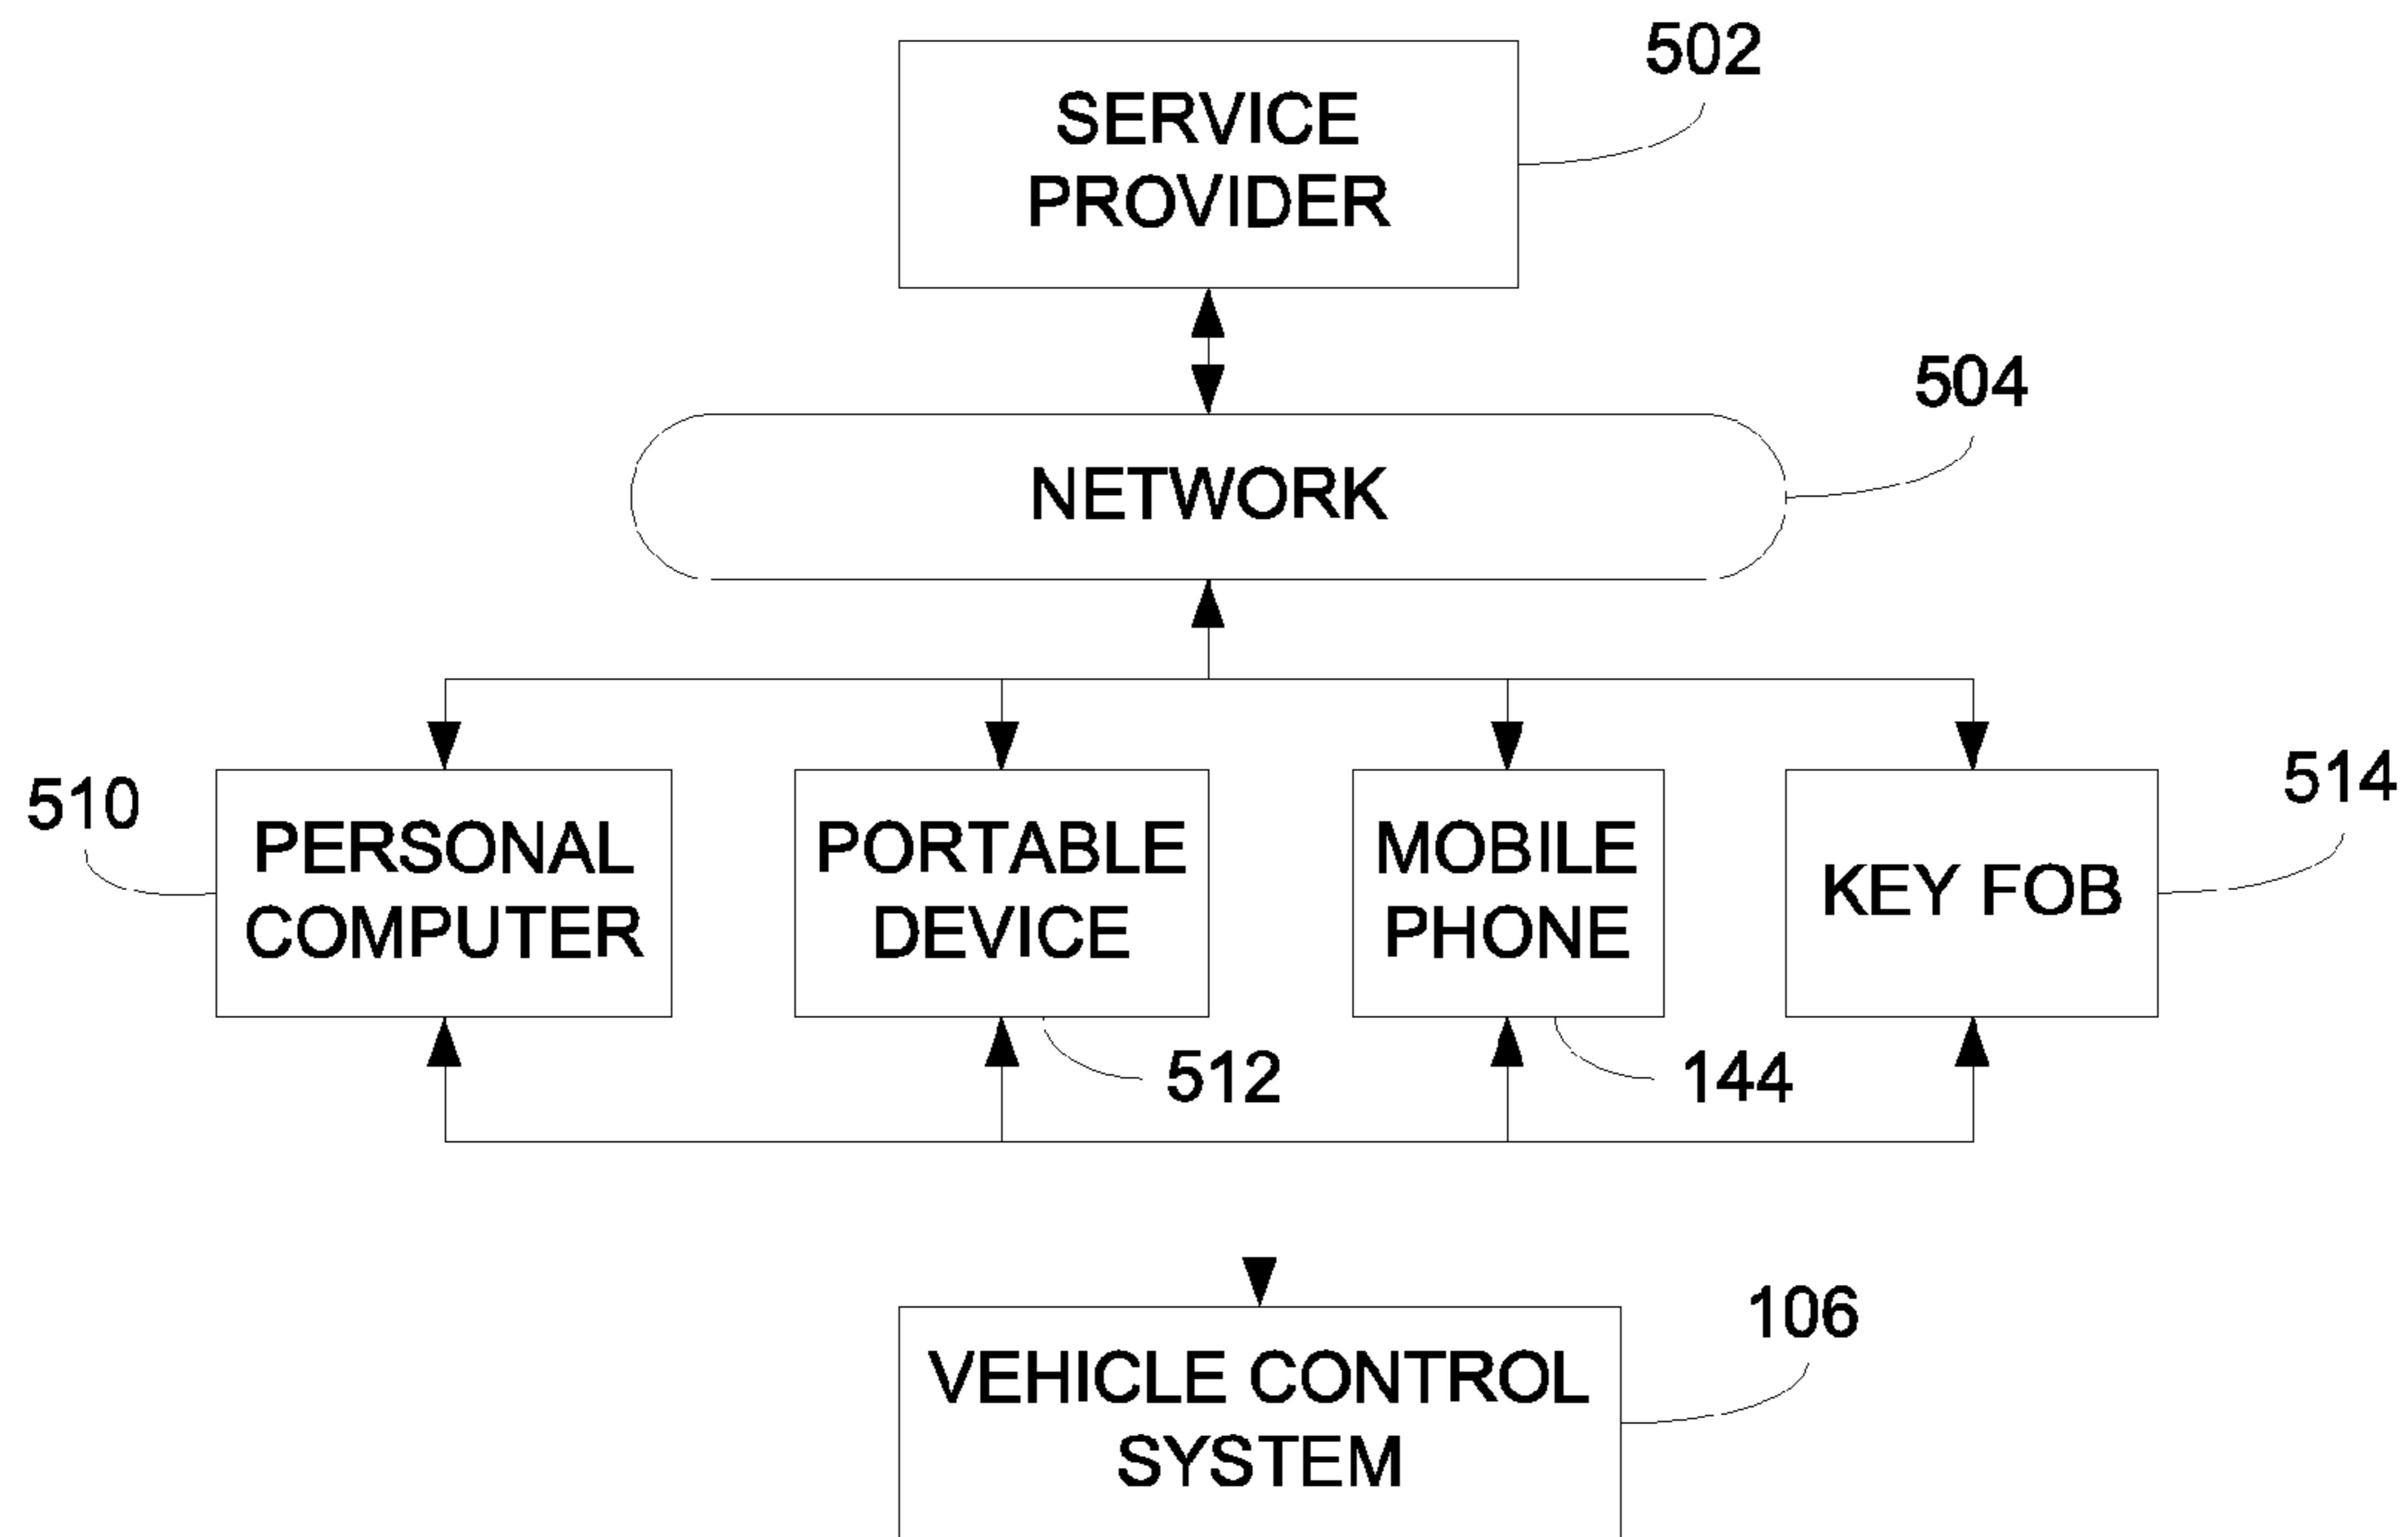 502
SERVICE
PROVIDER
504
NETWORK
510
PERSONAL
COMPUTER
PORTABLE
DEVICE
512
MOBILE
PHONE
144
KEY FOB
514
106
VEHICLE CONTROL
SYSTEM